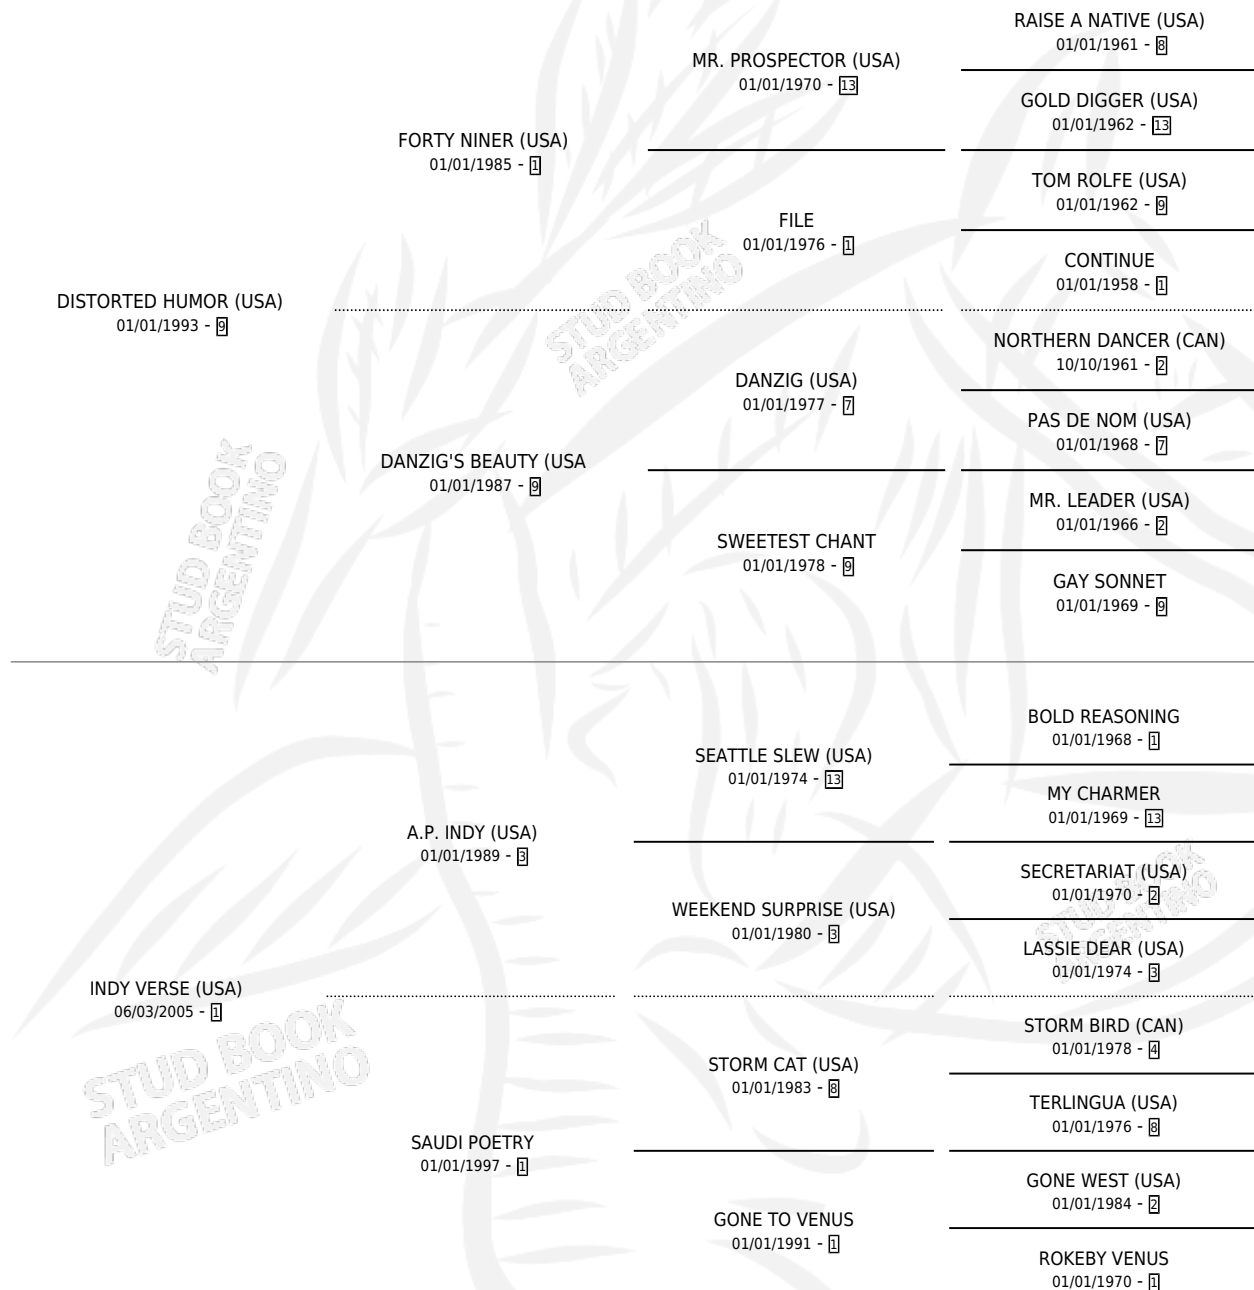 RAISE A NATIVE (USA)
01/01/1961 - 8
MR. PROSPECTOR (USA)
01/01/1970 - 13
GOLD DIGGER (USA)
01/01/1962 - 13
FORTY NINER (USA)
01/01/1985 - 1
TOM ROLFE (USA)
01/01/1962 - 9
FILE
01/01/1976 - 1
CONTINUE
01/01/1958 - 1
DISTORTED HUMOR (USA)
01/01/1993 - 9
NORTHERN DANCER (CAN)
10/10/1961 - 2
DANZIG (USA)
01/01/1977 - 7
PAS DE NOM (USA)
01/01/1968 - 7
DANZIG'S BEAUTY (USA
01/01/1987 - 9
MR. LEADER (USA)
01/01/1966 - 2
SWEETEST CHANT
01/01/1978 - 9
GAY SONNET
01/01/1969 - 9
BOLD REASONING
01/01/1968 - 1
SEATTLE SLEW (USA)
01/01/1974 - 13
MY CHARMER
01/01/1969 - 13
A.P. INDY (USA)
01/01/1989 - 3
SECRETARIAT (USA)
01/01/1970 - 2
WEEKEND SURPRISE (USA)
01/01/1980 - 3
LASSIE DEAR (USA)
01/01/1974 - 3
INDY VERSE (USA)
06/03/2005 - 1
STORM BIRD (CAN)
01/01/1978 - 4
STORM CAT (USA)
01/01/1983 - 8
TERLINGUA (USA)
01/01/1976 - 8
SAUDI POETRY
01/01/1997 - 1
GONE WEST (USA)
01/01/1984 - 2
GONE TO VENUS
01/01/1991 - 1
ROKEBY VENUS
01/01/1970 - 1
STUD BOOK
ARGENTINO
STUD BOOK
ARGENTINO
STUD BOOK
ARGENTINO
STUD BOOK
ARGENTINO